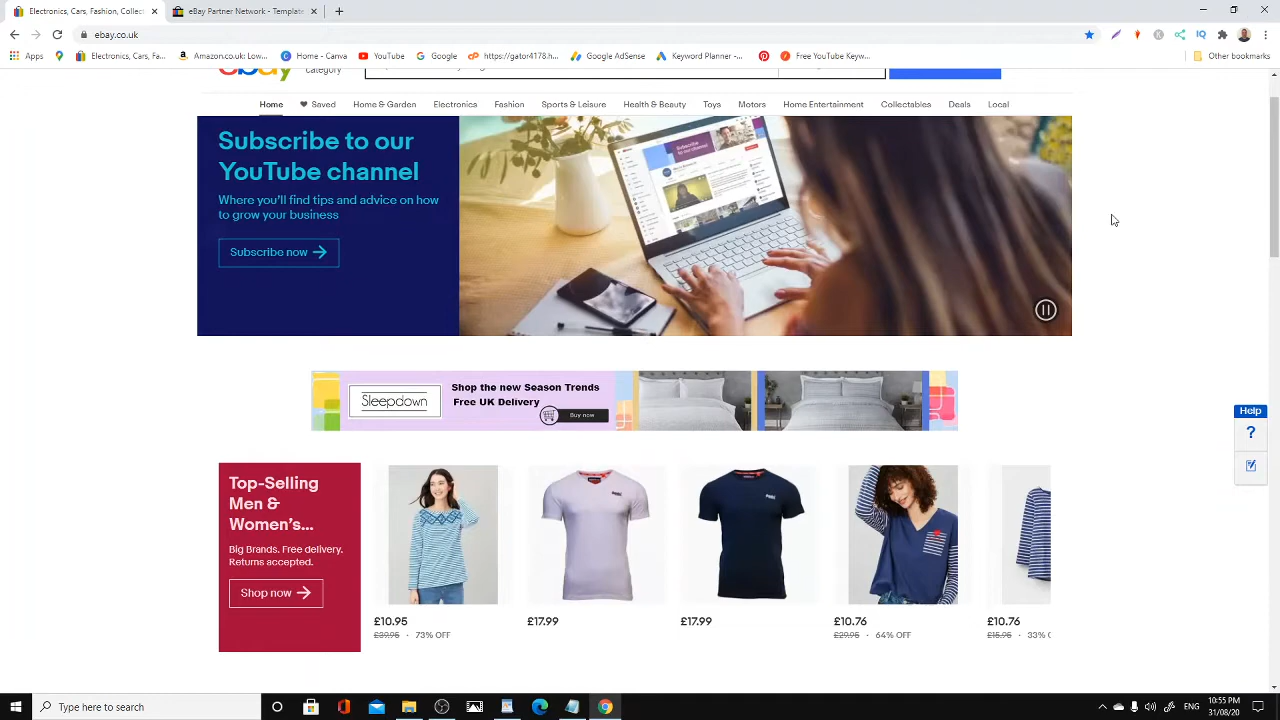 Electronics, Cars, Fashion, Collect
eBay Partner Network - Template
ebay.co.uk
Apps
Electronics, Cars, Fa...
Amazon.co.uk: Low...
Home - Canva
YouTube
Google
https://gator4178.h...
Google AdSense
Keyword Planner -...
Free YouTube Keyw...
Other bookmarks
ebay
category
Home
Saved
Home & Garden
Electronics
Fashion
Sports & Leisure
Health & Beauty
Toys
Motors
Home Entertainment
Collectables
Deals
Local
Subscribe to our
YouTube channel
Where you'll find tips and advice on how
to grow your business
Subscribe now
Sleepdown
Shop the new Season Trends
Free UK Delivery
Buy now
Help
?
Top-Selling
Men &
Women's...
Big Brands. Free delivery.
Returns accepted.
Shop now
£10.95
£39.95 · 73% OFF
£17.99
£17.99
£10.76
£29.95 · 64% OFF
£10.76
£15.95 · 33%
Type here to search
ENG
10:55 PM
31/08/20